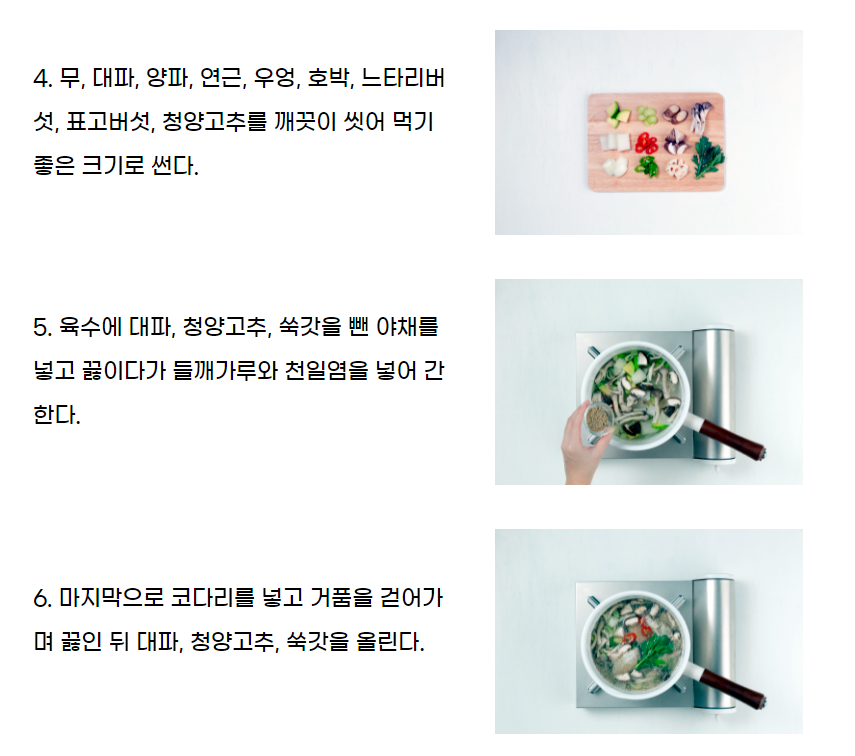 4. 무, 대파, 양파, 연근, 우엉, 호박, 느타리버
섯, 표고버섯, 청양고추를 깨끗이 씻어 먹기
좋은 크기로 썬다.
5. 육수에 대파, 청양고추, 쑥갓을 뺀 야채를
넣고 끓이다가 들깨가루와 천일염을 넣어 간
한다.
6. 마지막으로 코다리를 넣고 거품을 걷어가
며 끓인 뒤 대파, 청양고추, 쑥갓을 올린다.